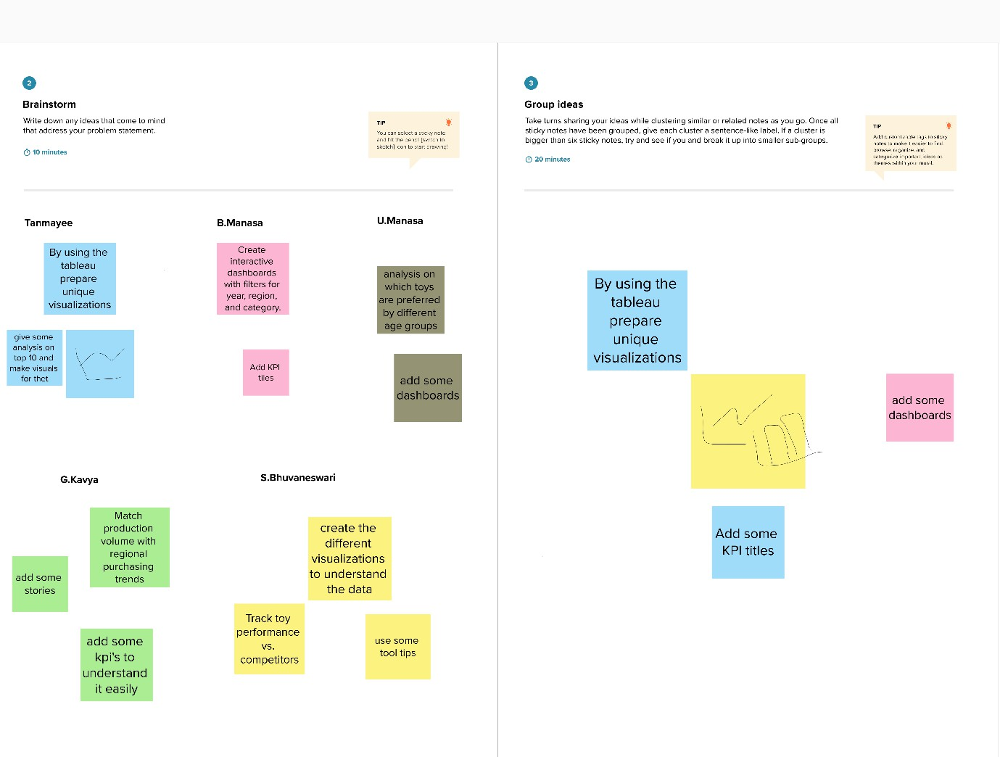 2
Brainstorm
Write down any ideas that come to mind
that address your problem statement.
10 minutes
TIP
You can select a sticky note
and hit the pencil [switch to
sketch] icon to start drawing!
Tanmayee
By using the
tableau
prepare
unique
visualizations
give some
analysis on
top 10 and
make visuals
for thet
B.Manasa
Create
interactive
dashboards
with filters for
year, region,
and category.
Add KPI
tiles
U.Manasa
analysis on
which toys
are preferred
by different
age groups
add some
dashboards
G.Kavya
Match
production
volume with
regional
purchasing
trends
add some
stories
add some
kpi's to
understand
it easily
S.Bhuvaneswari
create the
different
visualizations
to understand
the data
Track toy
performance
vs.
competitors
use some
tool tips
3
Group ideas
Take turns sharing your ideas while clustering similar or related notes as you go. Once all
sticky notes have been grouped, give each cluster a sentence-like label. If a cluster is
bigger than six sticky notes, try and see if you and break it up into smaller sub-groups.
20 minutes
TIP
Add customizable tags to sticky
notes to make it easier to find,
browse, organize, and
categorize important ideas as
themes within your mural.
By using the
tableau
prepare
unique
visualizations
add some
dashboards
Add some
KPI titles